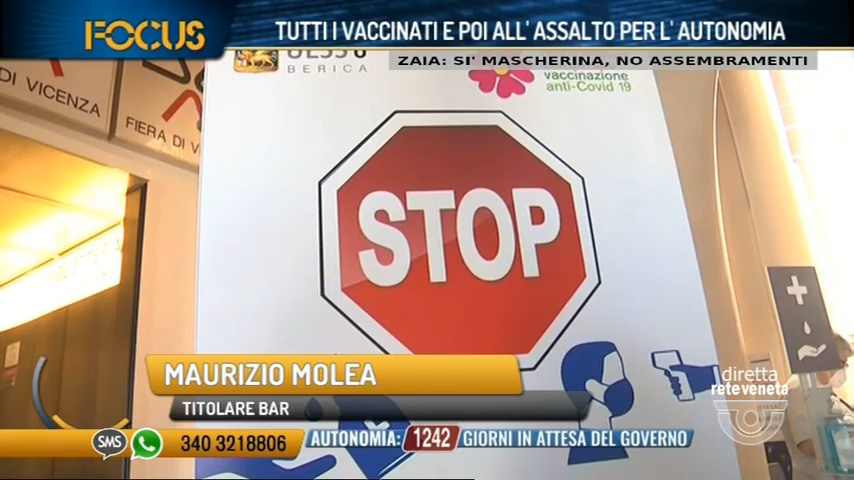 FOCUS
TUTTI I VACCINATI E POI ALL' ASSALTO PER L' AUTONOMIA
ZAIA: SI' MASCHERINA, NO ASSEMBRAMENTI
BERICA
vaccinazione
anti-Covid 19
DI VICENZA
FIERA DI V
STOP
MAURIZIO MOLEA
TITOLARE BAR
diretta
reteveneta
SMS
340 3218806
AUTONOMIA: 1242 GIORNI IN ATTESA DEL GOVERNO